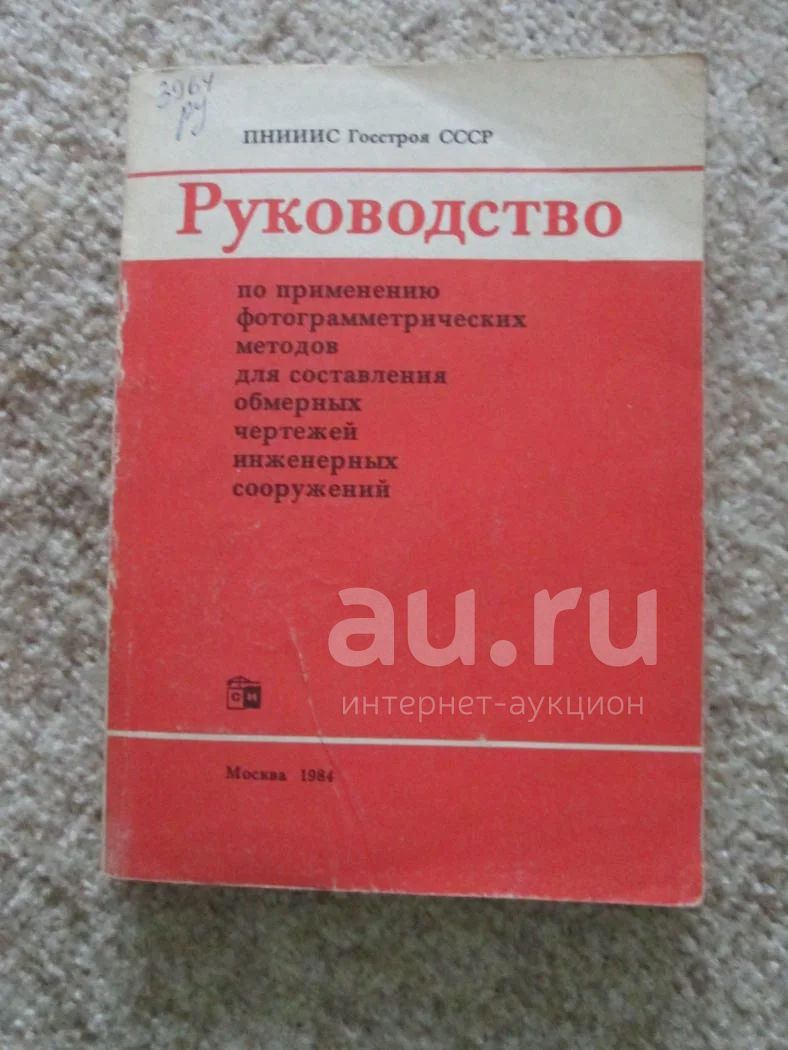 3964
ру
ПНИИИС Госстроя СССР
Руководство
по применению
фотограмметрических
методов
для составления
обмерных
чертежей
инженерных
сооружений
au.ru
интернет-аукцион
С И
Москва 1984